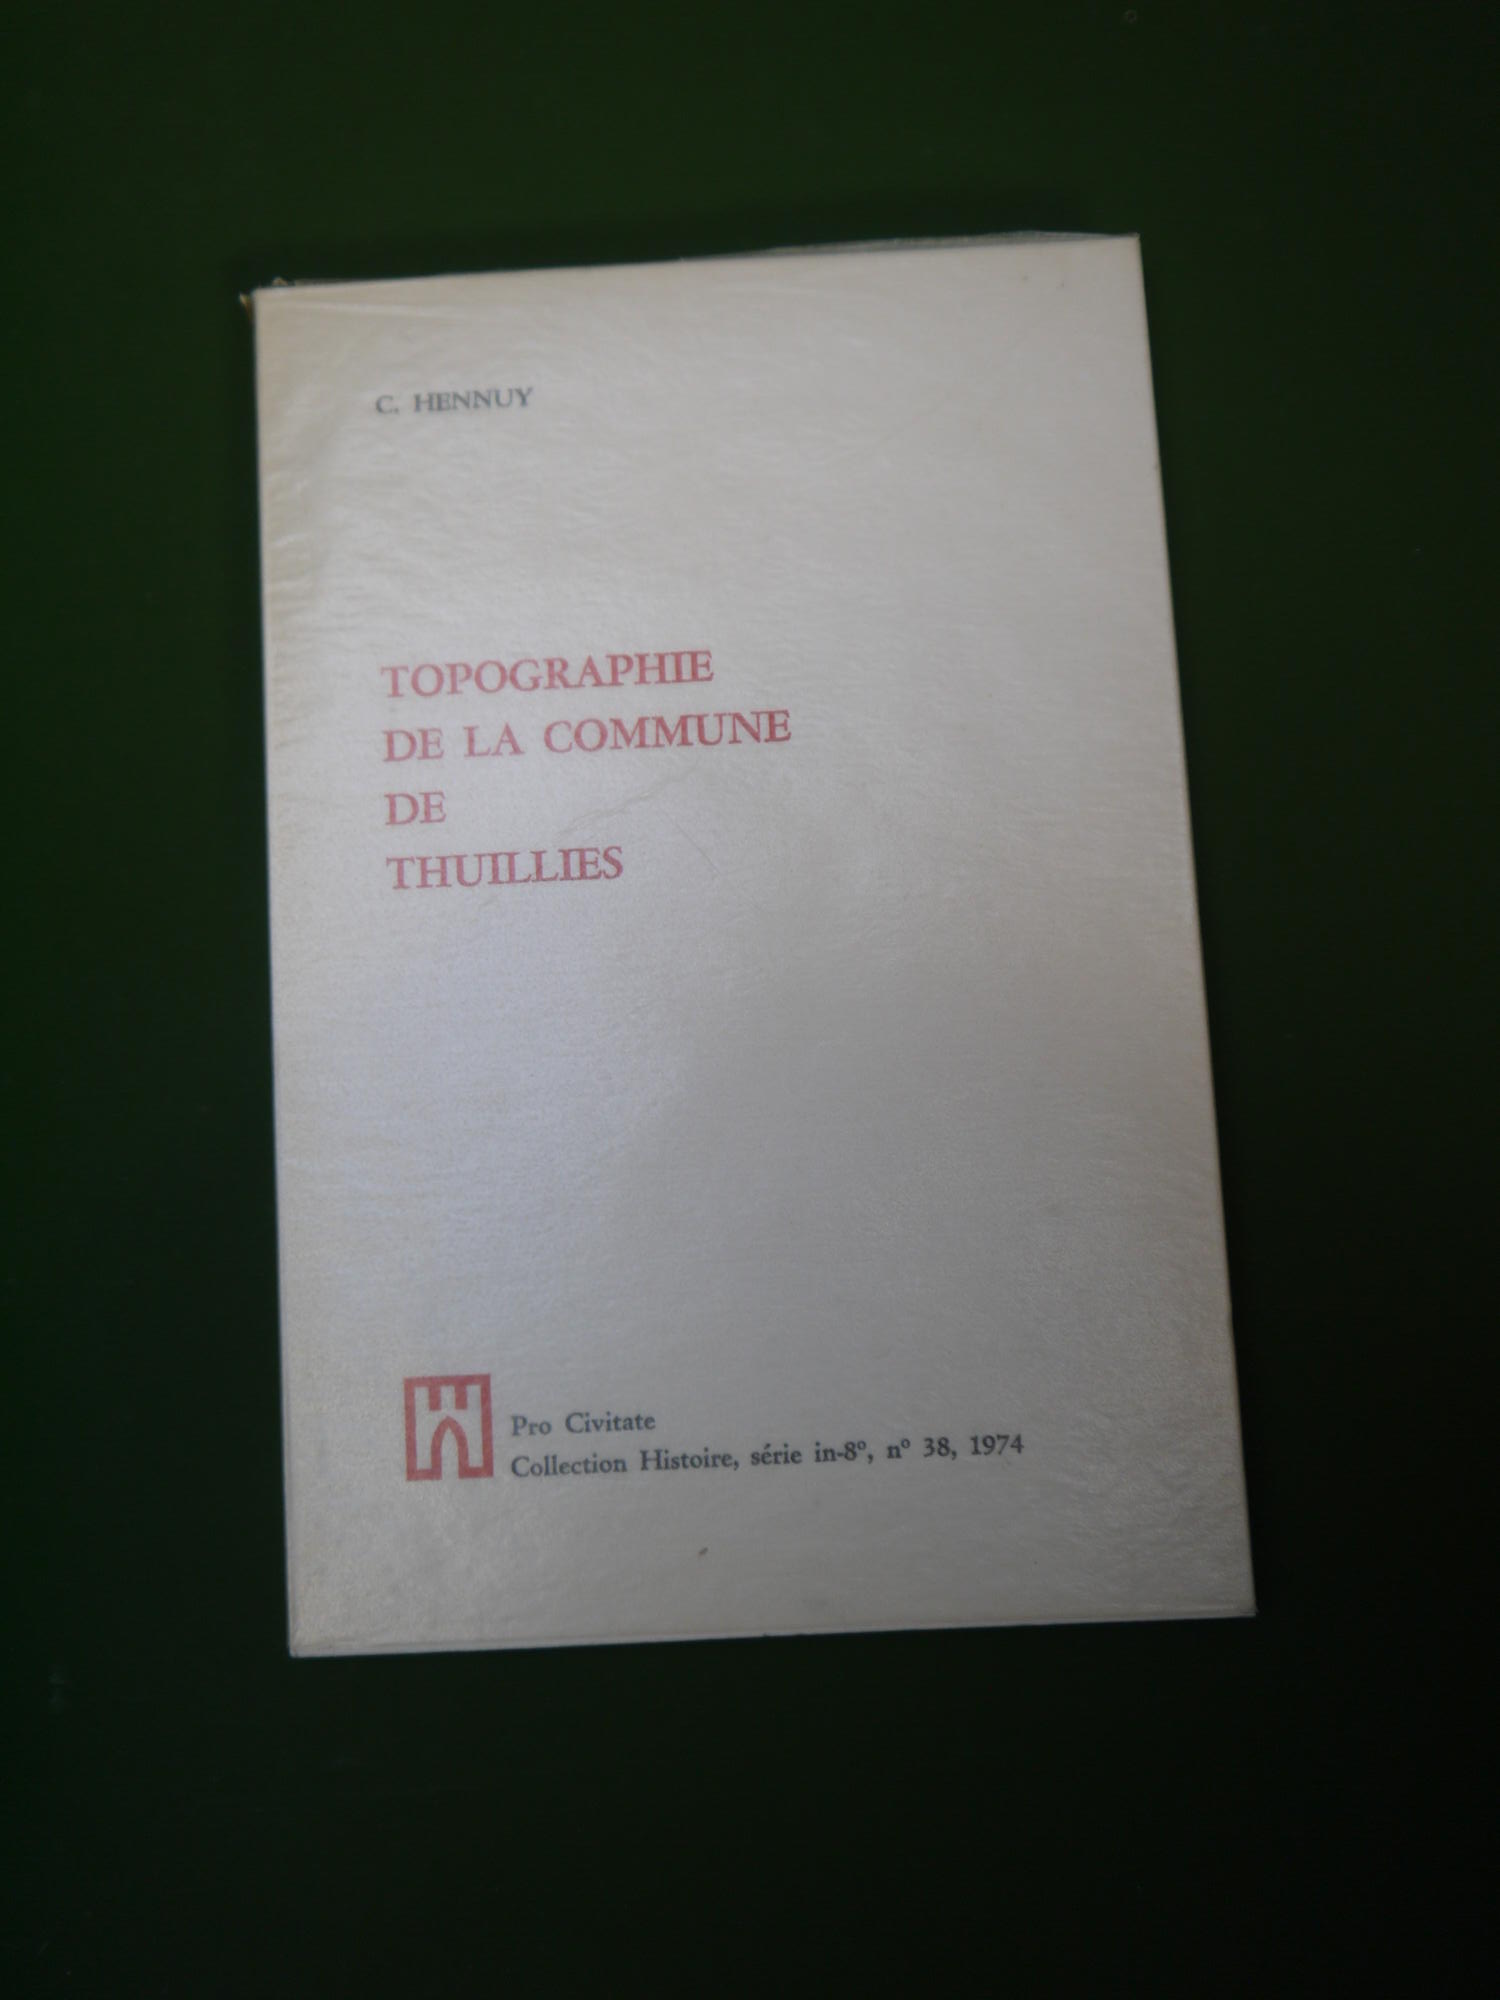 C. HENNUY
TOPOGRAPHIE
DE LA COMMUNE
DE
THUILLIES
Pro Civitate
Collection Histoire, série in-8°, n° 38, 1974